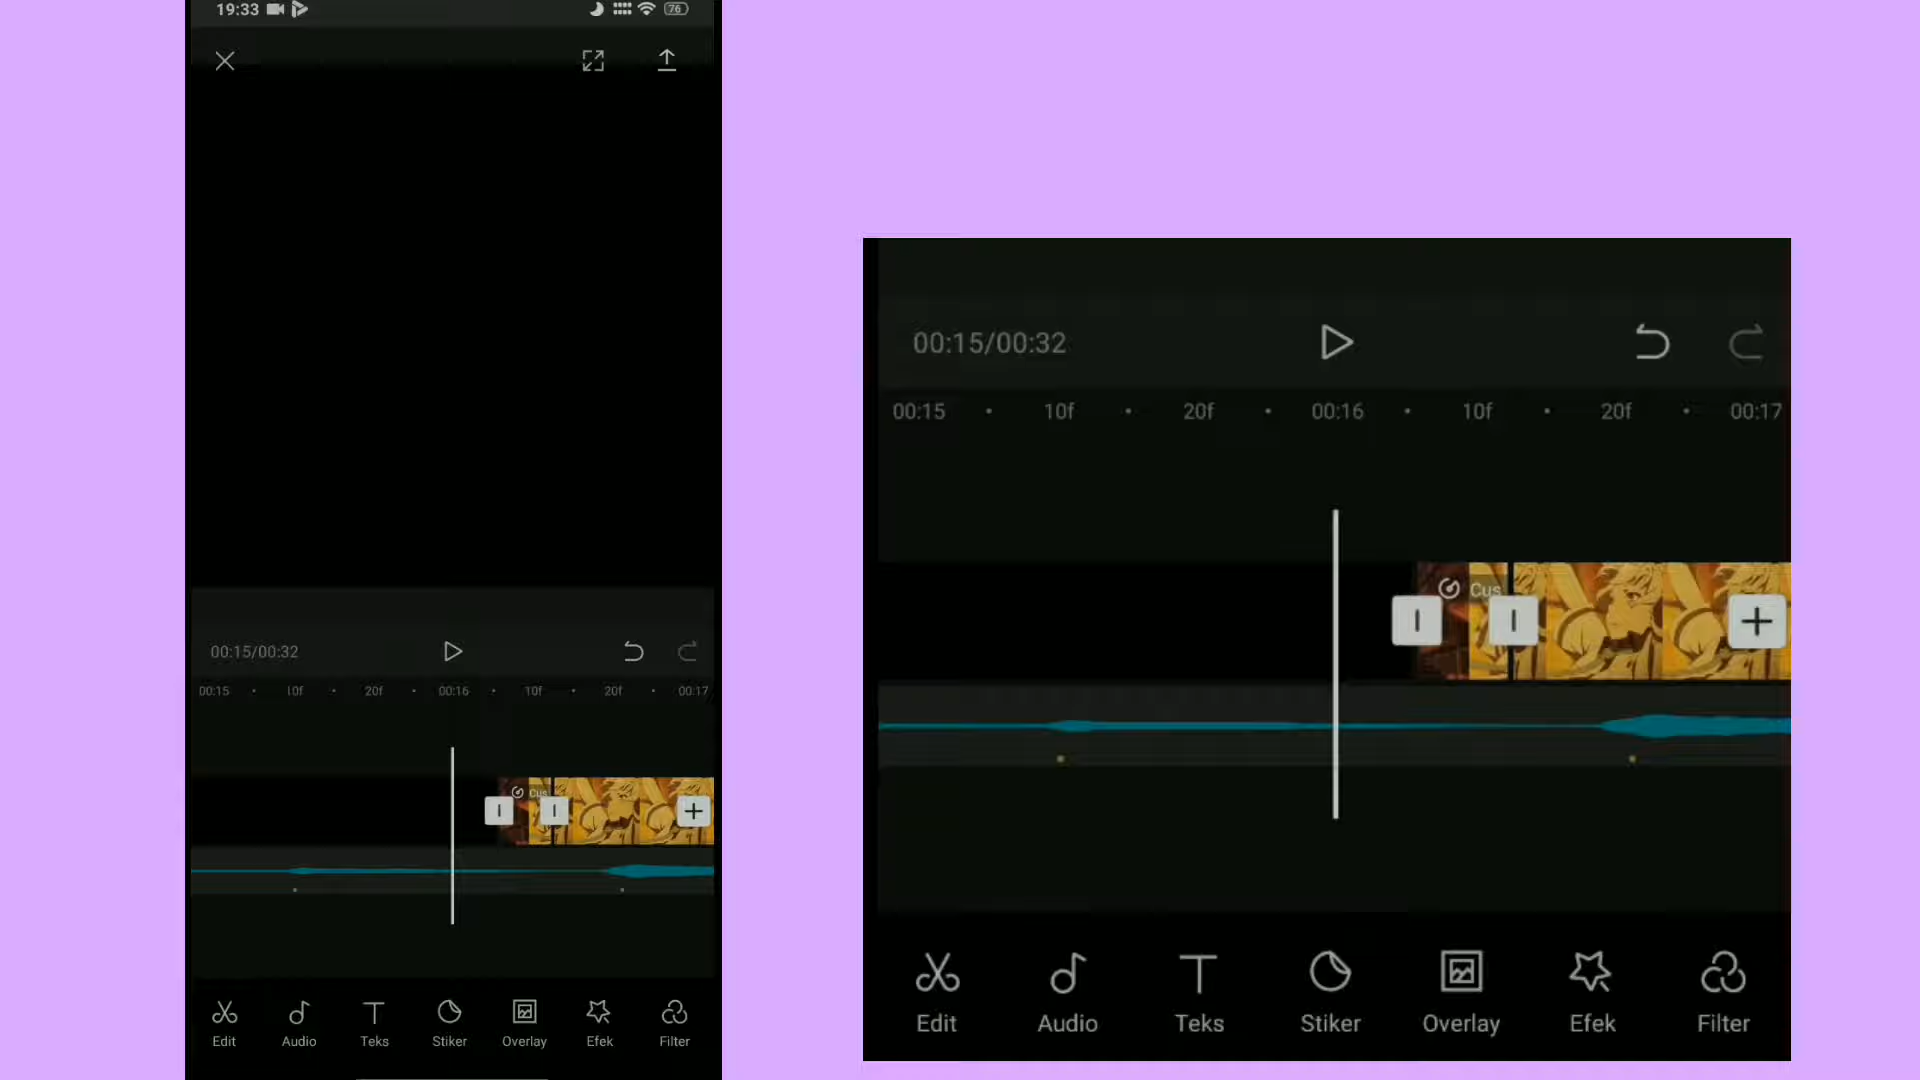 19:33
76
00:15/00:32
00:15 10f 20f 00:16 10f 20f 00:17
Cus
Edit Audio Teks Stiker Overlay Efek Filter
00:15/00:32
00:15 10f 20f 00:16 10f 20f 00:17
Cus
Edit Audio Teks Stiker Overlay Efek Filter